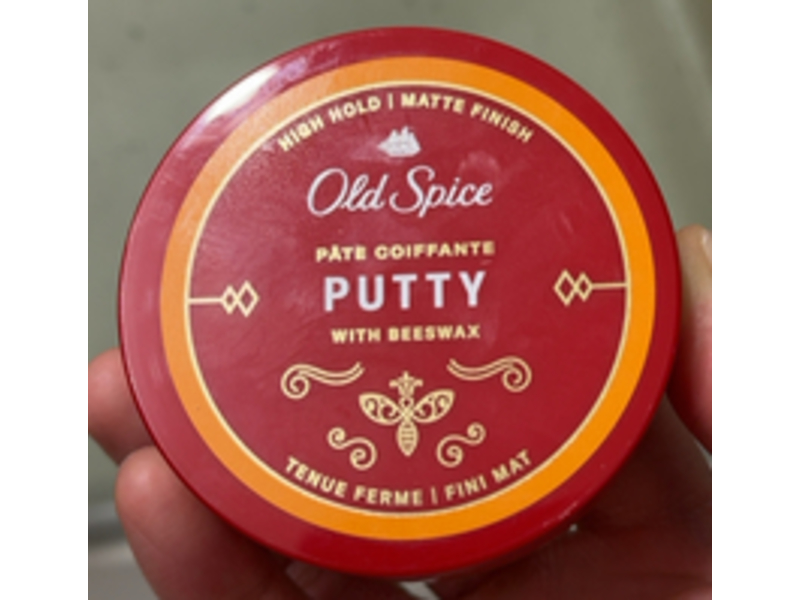 HIGH HOLD | MATTE FINISH
Old Spice
PÂTE COIFFANTE
PUTTY
WITH BEESWAX
TENUE FERME | FINI MAT